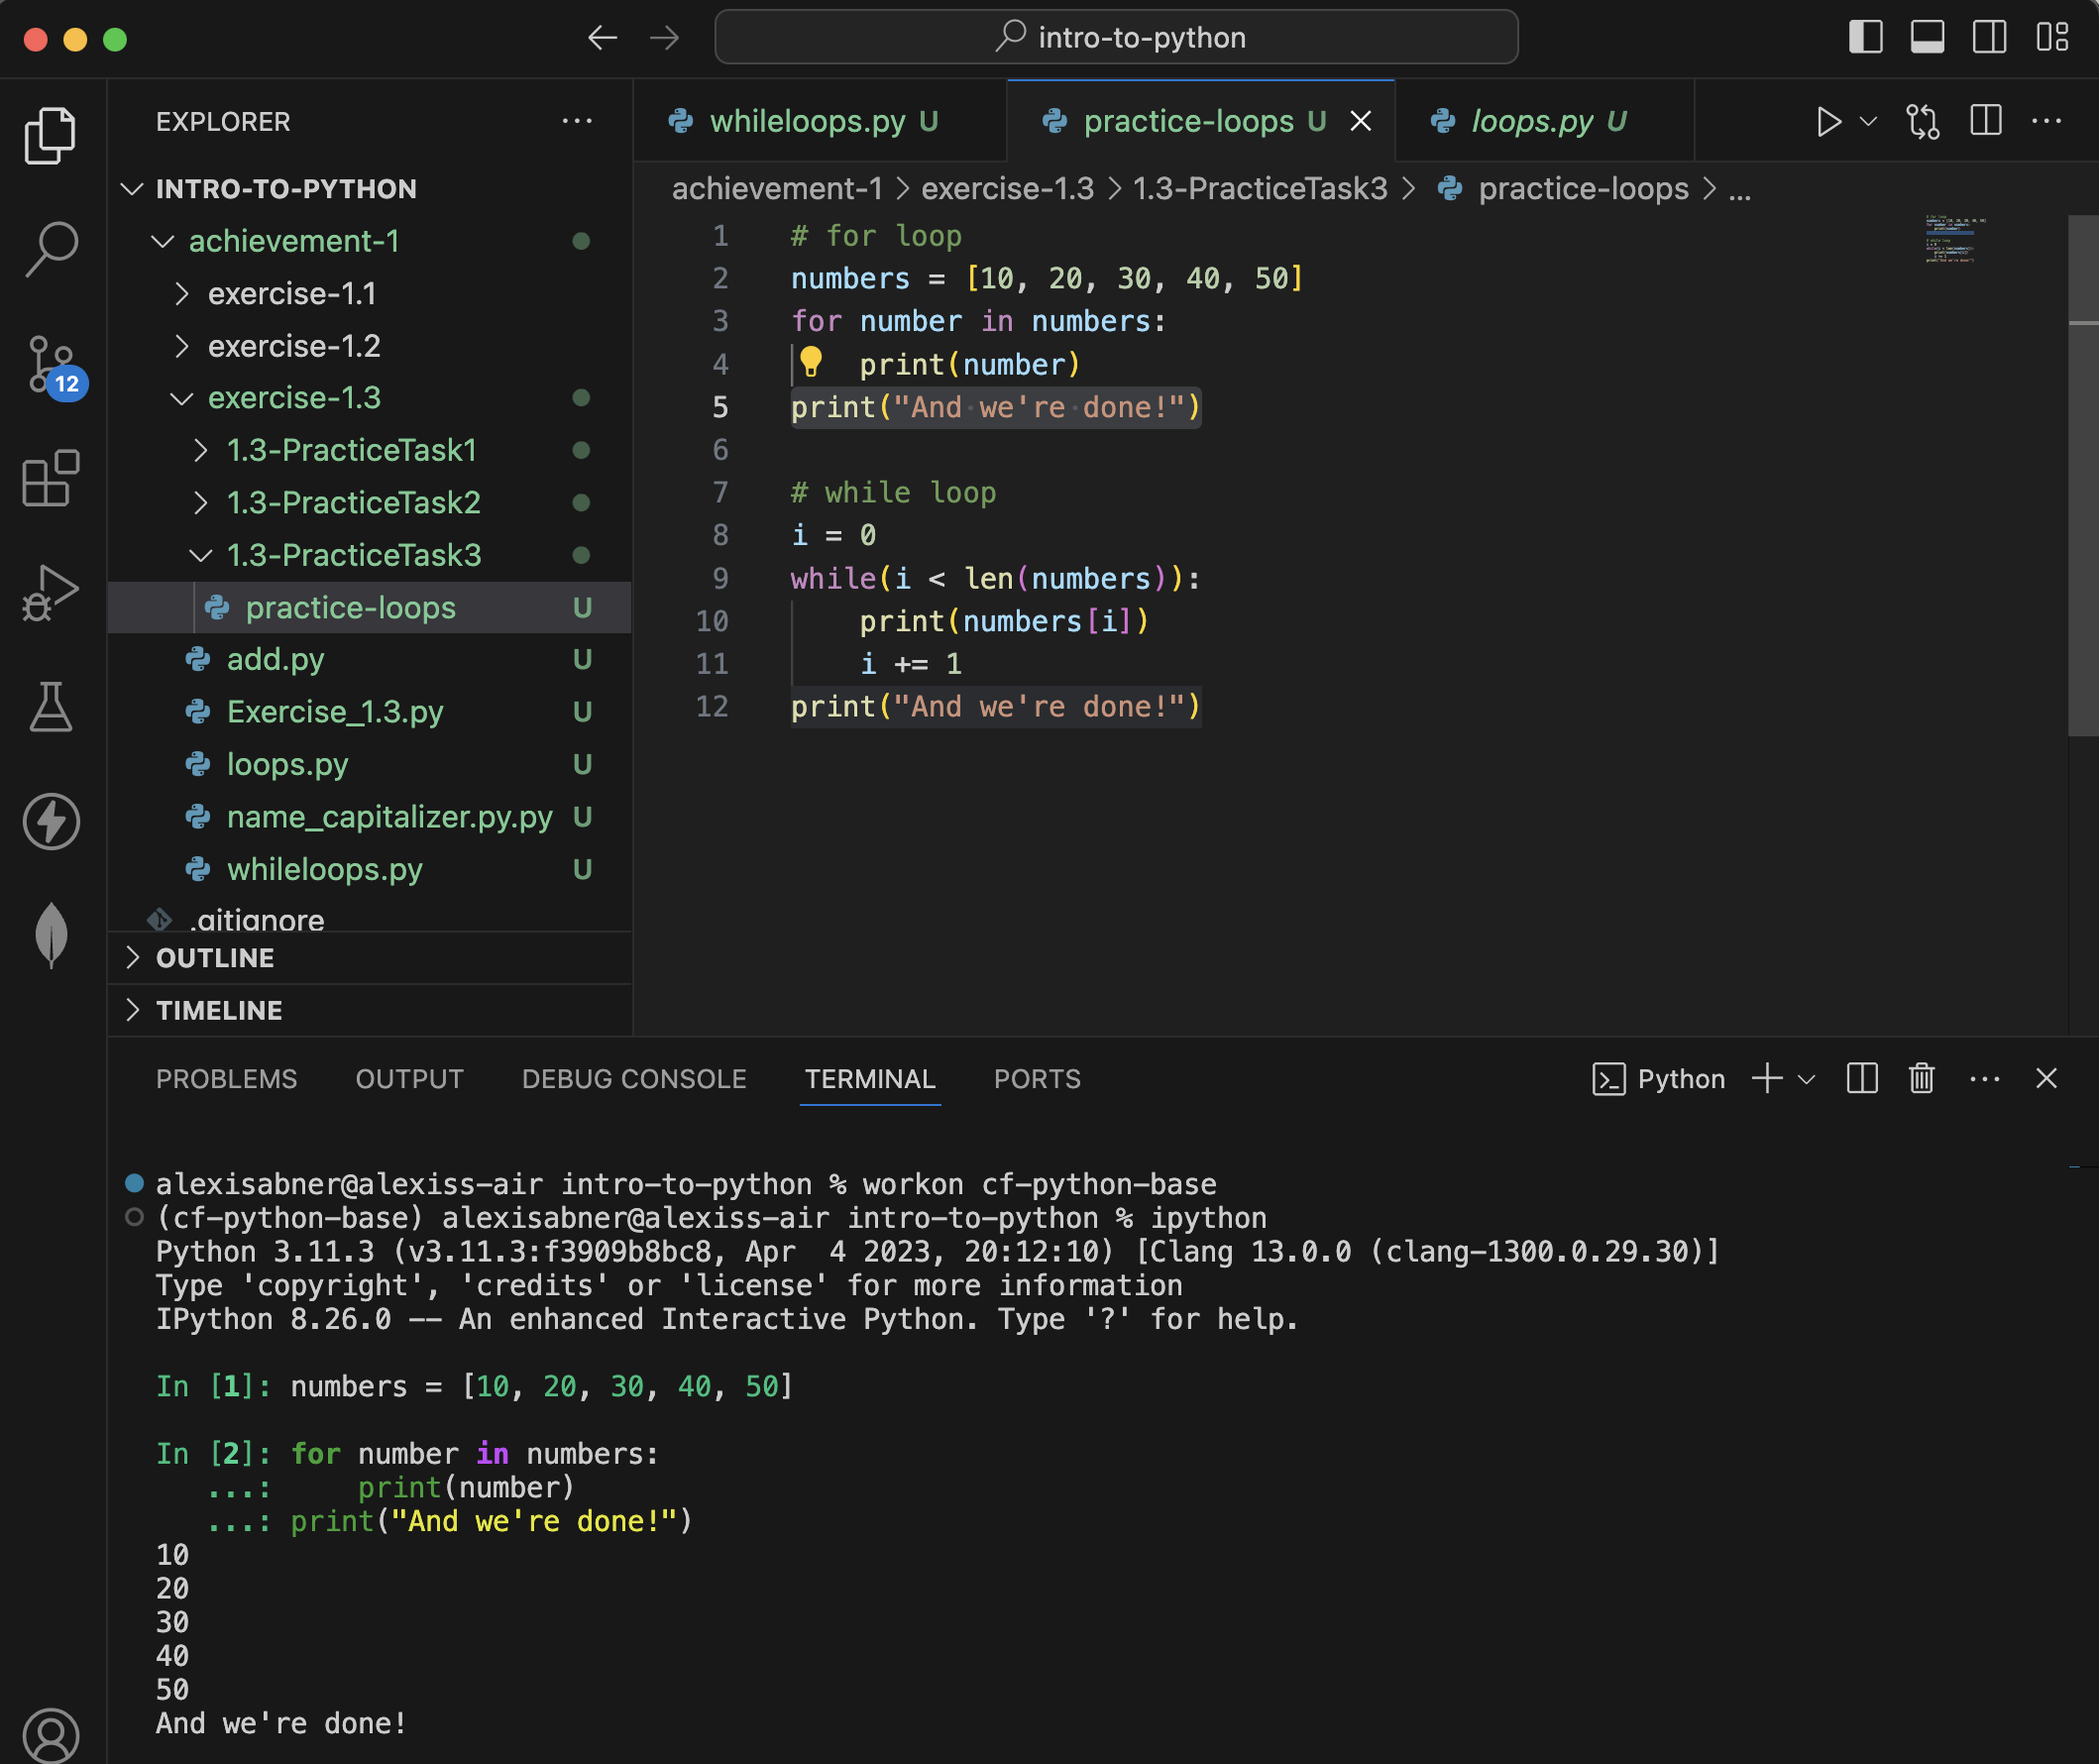 intro-to-python
EXPLORER
INTRO-TO-PYTHON
achievement-1
exercise-1.1
exercise-1.2
exercise-1.3
1.3-PracticeTask1
1.3-PracticeTask2
1.3-PracticeTask3
practice-loops U
add.py U
Exercise_1.3.py U
loops.py U
name_capitalizer.py.py U
whileloops.py U
.gitignore
OUTLINE
TIMELINE
12
whileloops.py U practice-loops U loops.py U
achievement-1 > exercise-1.3 > 1.3-PracticeTask3 > practice-loops > ...
1 # for loop
2 numbers = [10, 20, 30, 40, 50]
3 for number in numbers:
4     print(number)
5 print("And we're done!")
6
7 # while loop
8 i = 0
9 while(i < len(numbers)):
10     print(numbers[i])
11     i += 1
12 print("And we're done!")
PROBLEMS OUTPUT DEBUG CONSOLE TERMINAL PORTS Python
alexisabner@alexiss-air intro-to-python % workon cf-python-base
(cf-python-base) alexisabner@alexiss-air intro-to-python % ipython
Python 3.11.3 (v3.11.3:f3909b8bc8, Apr  4 2023, 20:12:10) [Clang 13.0.0 (clang-1300.0.29.30)]
Type 'copyright', 'credits' or 'license' for more information
IPython 8.26.0 -- An enhanced Interactive Python. Type '?' for help.
In [1]: numbers = [10, 20, 30, 40, 50]
In [2]: for number in numbers:
...:     print(number)
...: print("And we're done!")
10
20
30
40
50
And we're done!